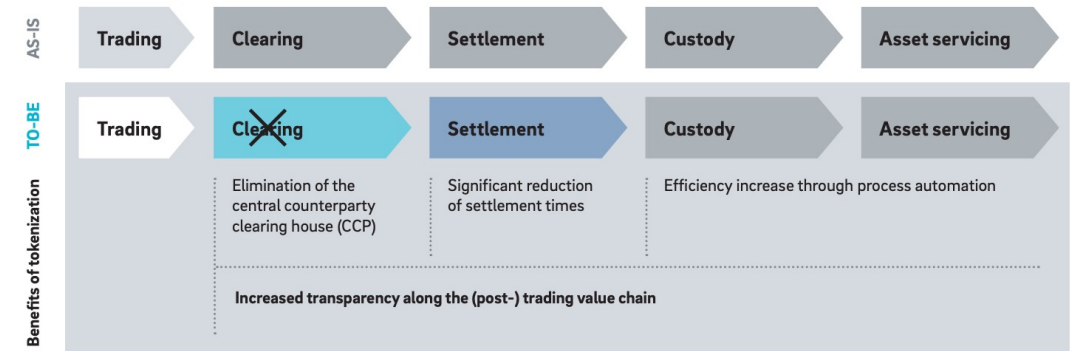 AS-IS
Trading
Clearing
Settlement
Custody
Asset servicing
TO-BE
Trading
Clearing
Settlement
Custody
Asset servicing
Benefits of tokenization
Elimination of the
central counterparty
clearing house (CCP)
Significant reduction
of settlement times
Efficiency increase through process automation
Increased transparency along the (post-) trading value chain